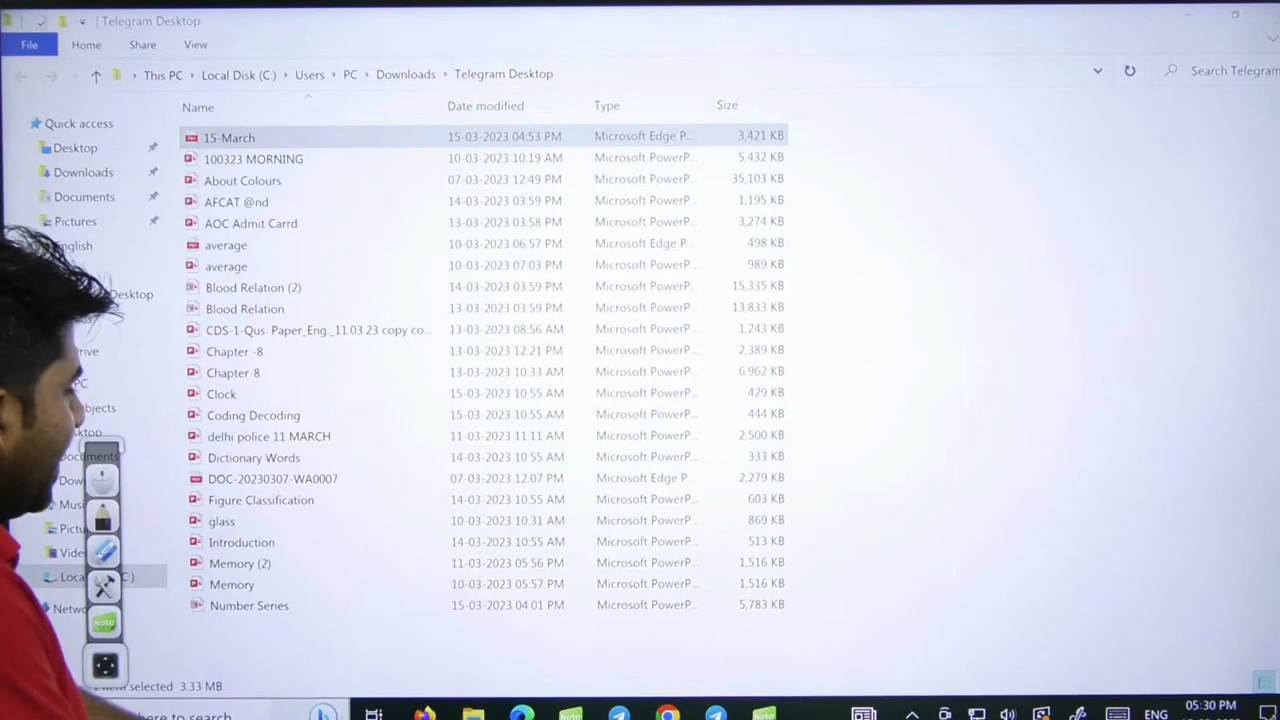 Telegram Desktop
File Home Share View
This PC Local Disk (C:) Users PC Downloads Telegram Desktop
Search Telegram
Name Date modified Type Size
Quick access
Desktop
Downloads
Documents
Pictures
English
Desktop
PC
Documents
Netwo
15-March 15-03-2023 04:53 PM Microsoft Edge P... 3,421 KB
100323 MORNING 10-03-2023 10:19 AM Microsoft PowerP... 5,432 KB
About Colours 07-03-2023 12:49 PM Microsoft PowerP... 35,103 KB
AFCAT @nd 14-03-2023 03:59 PM Microsoft PowerP... 1,195 KB
AOC Admit Carrd 13-03-2023 03:58 PM Microsoft PowerP... 3,274 KB
average 10-03-2023 06:57 PM Microsoft Edge P... 498 KB
average 10-03-2023 07:03 PM Microsoft PowerP... 989 KB
Blood Relation (2) 14-03-2023 03:59 PM Microsoft PowerP... 15,335 KB
Blood Relation 13-03-2023 03:59 PM Microsoft PowerP... 13,833 KB
CDS-1-Qus Paper_Eng_11.03.23 copy co... 13-03-2023 08:56 AM Microsoft PowerP... 1,243 KB
Chapter -8 13-03-2023 12:21 PM Microsoft PowerP... 2,389 KB
Chapter-8 13-03-2023 10:33 AM Microsoft PowerP... 6,962 KB
Clock 15-03-2023 10:55 AM Microsoft PowerP... 429 KB
Coding Decoding 15-03-2023 10:55 AM Microsoft PowerP... 444 KB
delhi police 11 MARCH 11-03-2023 11:11 AM Microsoft PowerP... 2,500 KB
Dictionary Words 14-03-2023 10:55 AM Microsoft PowerP... 333 KB
DOC-20230307-WA0007 07-03-2023 12:07 PM Microsoft Edge P... 2,279 KB
Figure Classification 14-03-2023 10:55 AM Microsoft PowerP... 603 KB
glass 10-03-2023 10:31 AM Microsoft PowerP... 869 KB
Introduction 14-03-2023 10:55 AM Microsoft PowerP... 513 KB
Memory (2) 11-03-2023 05:56 PM Microsoft PowerP... 1,516 KB
Memory 10-03-2023 05:57 PM Microsoft PowerP... 1,516 KB
Number Series 15-03-2023 04:01 PM Microsoft PowerP... 5,783 KB
Note
selected 3.33 MB
here to search
Note Note
ENG 05:30 PM